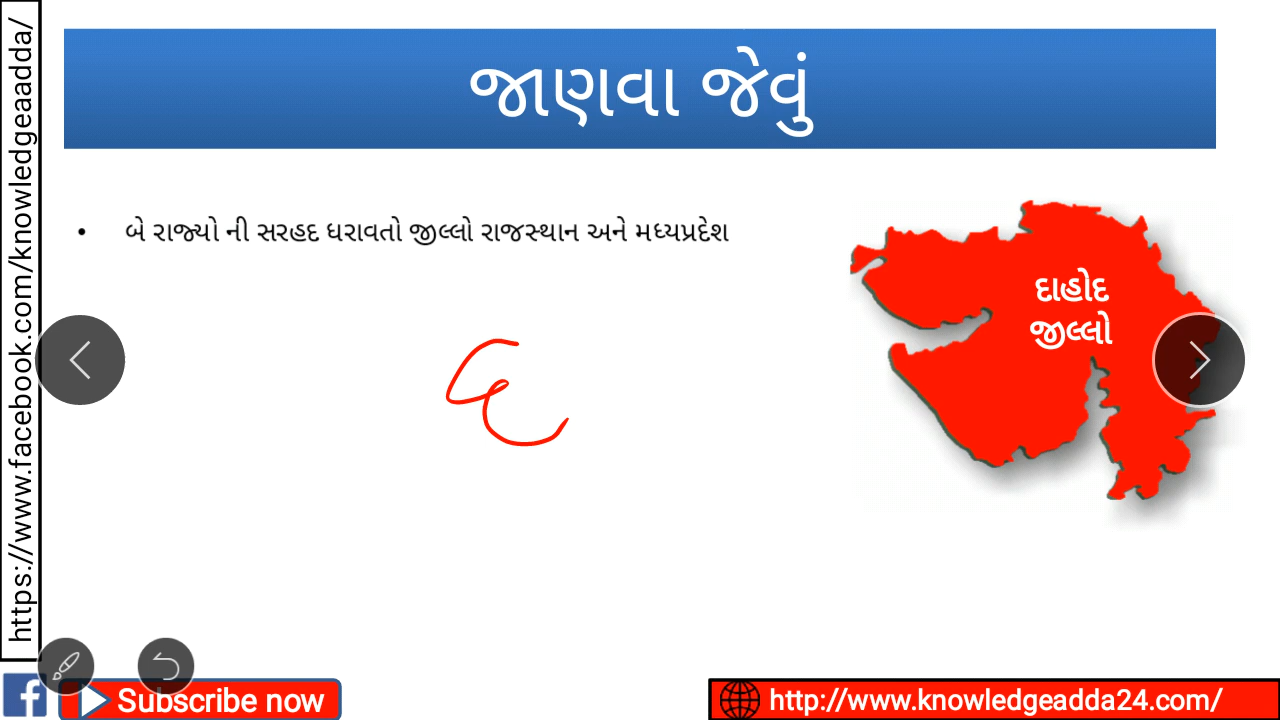 જાણવા જેવું
• બે રાજ્યો ની સરહદ ધરાવતો જીલ્લો રાજસ્થાન અને મધ્યપ્રદેશ
દાહોદ
જીલ્લો
https://www.facebook.com/knowledgeaadda/
Subscribe now
http://www.knowledgeadda24.com/